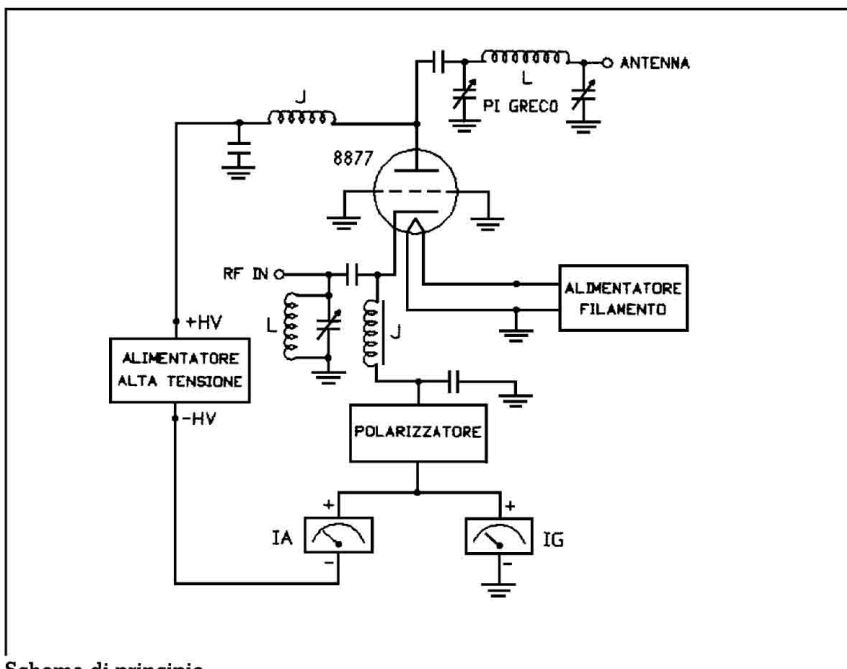 ANTENNA
L
PI GRECO
J
8877
RF IN
L
J
ALIMENTATORE
FILAMENTO
+HV
ALIMENTATORE
ALTA TENSIONE
-HV
POLARIZZATORE
+
+
IA
IG
-
-
Schema di principio